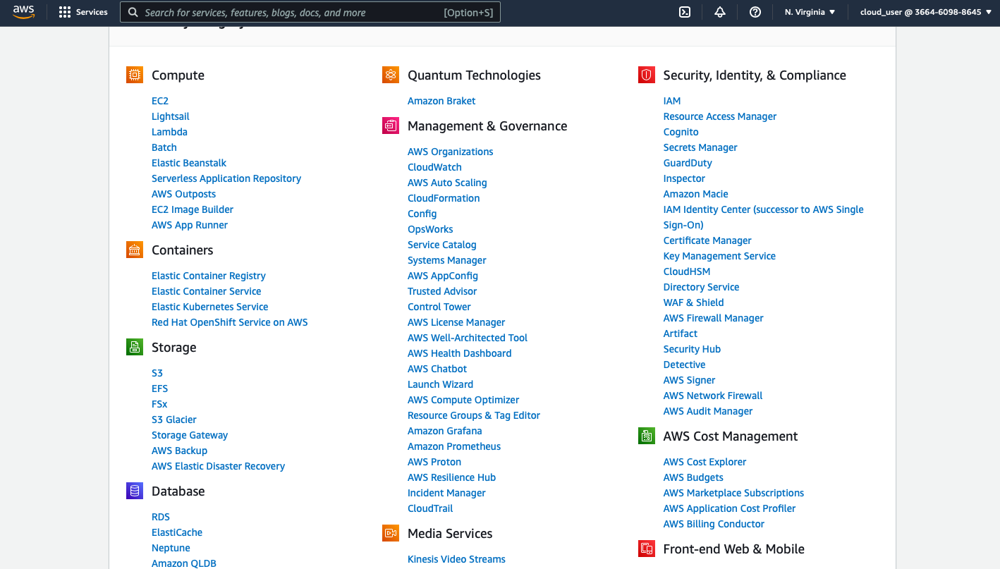 aws
Services
Search for services, features, blogs, docs, and more
[Option+S]
N. Virginia
cloud_user @ 3664-6098-8645
Compute
EC2
Lightsail
Lambda
Batch
Elastic Beanstalk
Serverless Application Repository
AWS Outposts
EC2 Image Builder
AWS App Runner
Containers
Elastic Container Registry
Elastic Container Service
Elastic Kubernetes Service
Red Hat OpenShift Service on AWS
Storage
S3
EFS
FSx
S3 Glacier
Storage Gateway
AWS Backup
AWS Elastic Disaster Recovery
Database
RDS
ElastiCache
Neptune
Amazon QLDB
Quantum Technologies
Amazon Braket
Management & Governance
AWS Organizations
CloudWatch
AWS Auto Scaling
CloudFormation
Config
OpsWorks
Service Catalog
Systems Manager
AWS AppConfig
Trusted Advisor
Control Tower
AWS License Manager
AWS Well-Architected Tool
AWS Health Dashboard
AWS Chatbot
Launch Wizard
AWS Compute Optimizer
Resource Groups & Tag Editor
Amazon Grafana
Amazon Prometheus
AWS Proton
AWS Resilience Hub
Incident Manager
CloudTrail
Media Services
Kinesis Video Streams
Security, Identity, & Compliance
IAM
Resource Access Manager
Cognito
Secrets Manager
GuardDuty
Inspector
Amazon Macie
IAM Identity Center (successor to AWS Single
Sign-On)
Certificate Manager
Key Management Service
CloudHSM
Directory Service
WAF & Shield
AWS Firewall Manager
Artifact
Security Hub
Detective
AWS Signer
AWS Network Firewall
AWS Audit Manager
AWS Cost Management
AWS Cost Explorer
AWS Budgets
AWS Marketplace Subscriptions
AWS Application Cost Profiler
AWS Billing Conductor
Front-end Web & Mobile